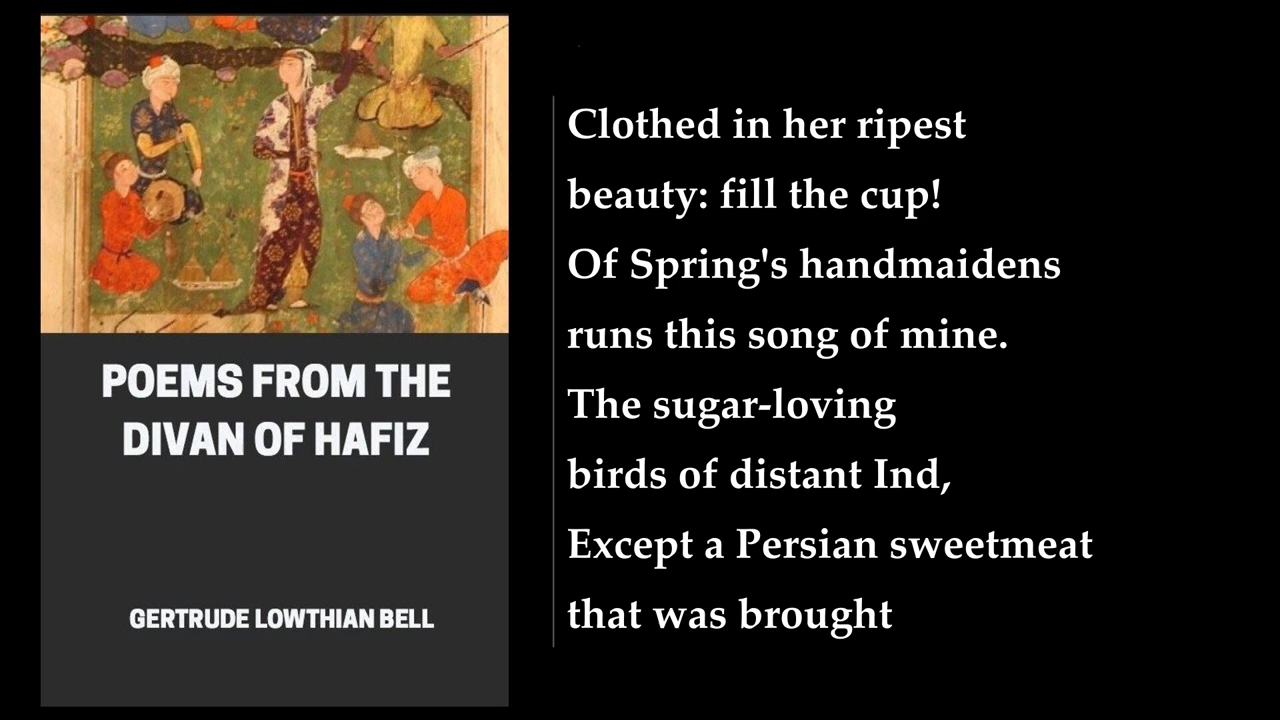 POEMS FROM THE
DIVAN OF HAFIZ
GERTRUDE LOWTHIAN BELL
Clothed in her ripest
beauty: fill the cup!
Of Spring's handmaidens
runs this song of mine.
The sugar-loving
birds of distant Ind,
Except a Persian sweetmeat
that was brought